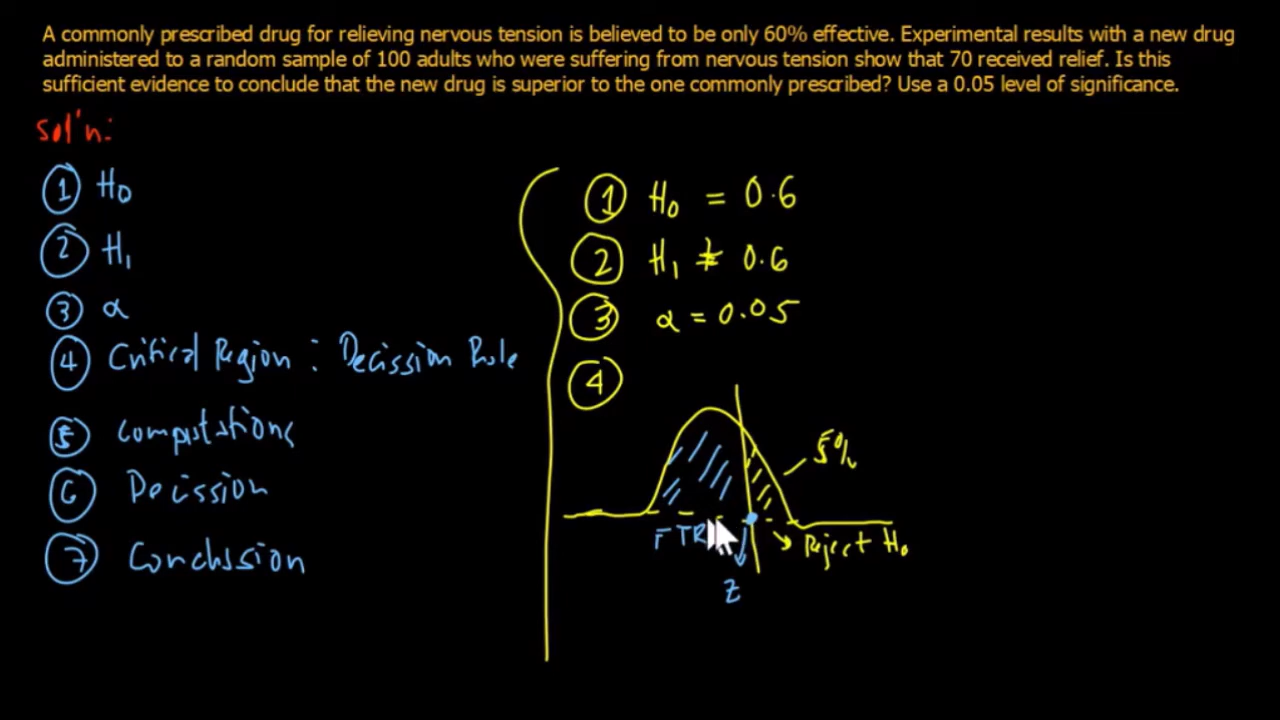 A commonly prescribed drug for relieving nervous tension is believed to be only 60% effective. Experimental results with a new drug
administered to a random sample of 100 adults who were suffering from nervous tension show that 70 received relief. Is this
sufficient evidence to conclude that the new drug is superior to the one commonly prescribed? Use a 0.05 level of significance.
Sol'n:
① H₀
② H₁
③ α
④ Critical Region : Decission Rule
⑤ Computations
⑥ Decission
⑦ Conclusion
① H₀ = 0.6
② H₁ ≠ 0.6
③ α = 0.05
④
5%
FTR
Reject H₀
Z